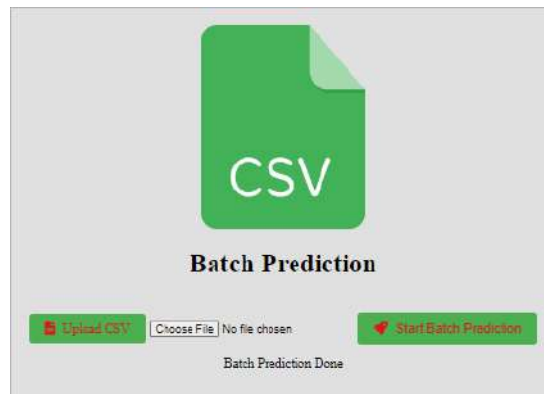 CSV
Batch Prediction
Upload CSV Choose File No file chosen Start Batch Prediction
Batch Prediction Done